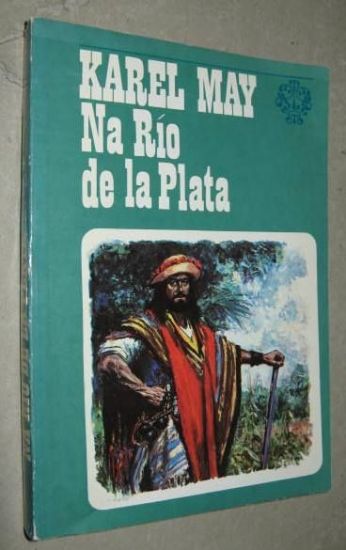 KAREL MAY
Na Río
de la Plata